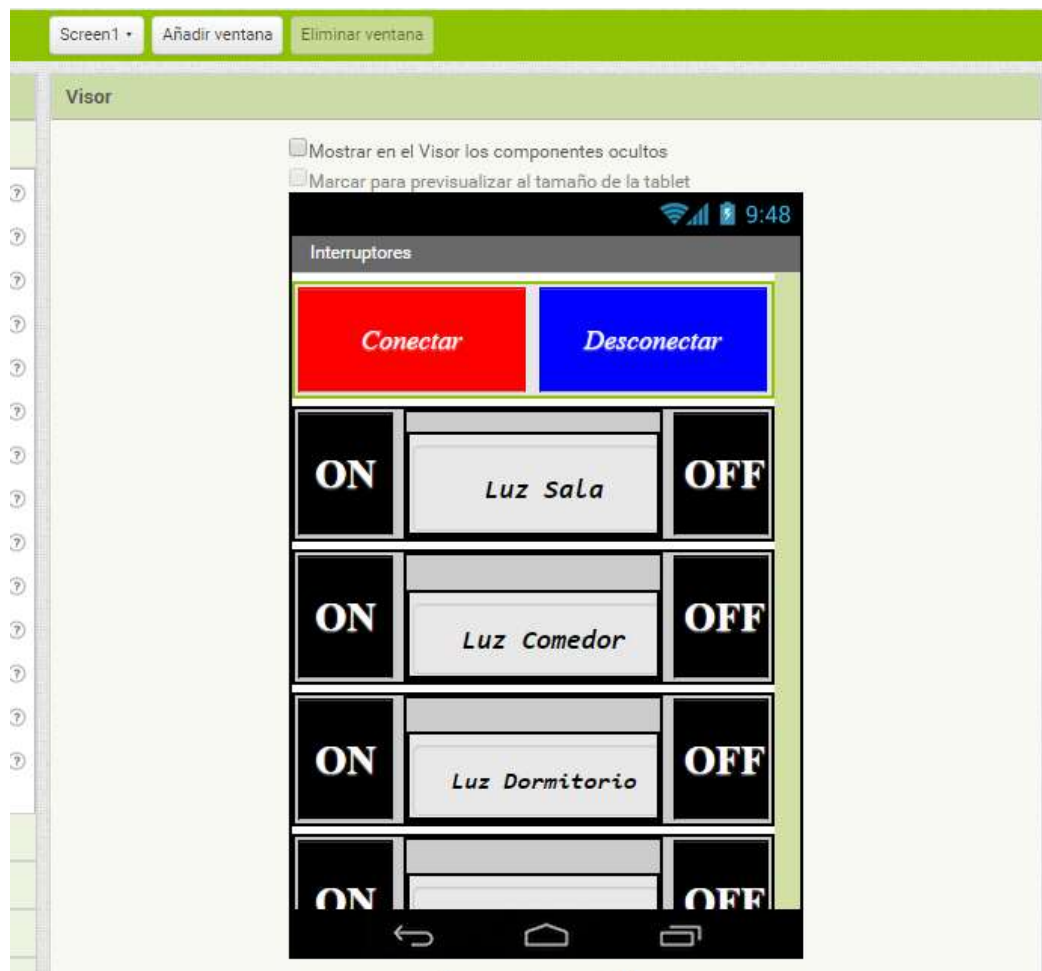 Screen1 Añadir ventana Eliminar ventana
Visor
Mostrar en el Visor los componentes ocultos
Marcar para previsualizar al tamaño de la tablet
9:48
Interruptores
Conectar Desconectar
ON Luz Sala OFF
ON Luz Comedor OFF
ON Luz Dormitorio OFF
ON OFF